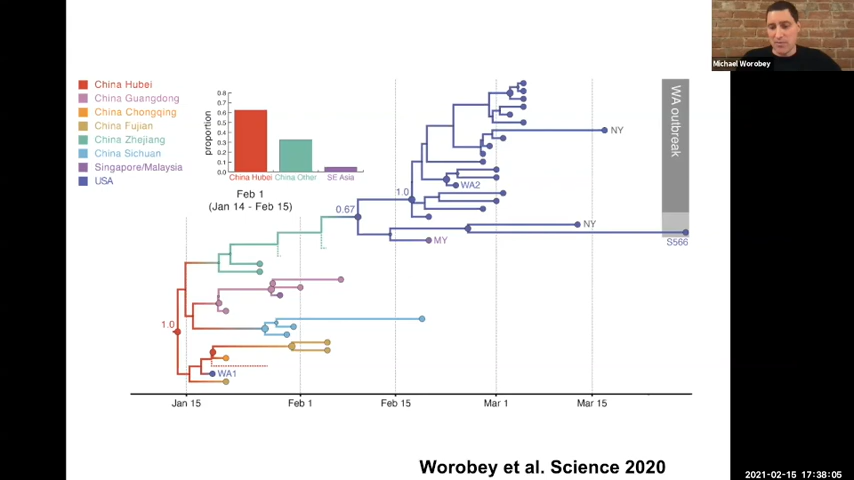 Michael Worobey
China Hubei
China Guangdong
China Chongqing
China Fujian
China Zhejiang
China Sichuan
Singapore/Malaysia
USA
proportion
0.8
0.7
0.6
0.5
0.4
0.3
0.2
0.1
0.0
China Hubei China Other SE Asia
Feb 1
(Jan 14 - Feb 15)
WA outbreak
NY
1.0
WA2
0.67
NY
MY
S566
1.0
WA1
Jan 15 Feb 1 Feb 15 Mar 1 Mar 15
Worobey et al. Science 2020
2021-02-15 17:38:05